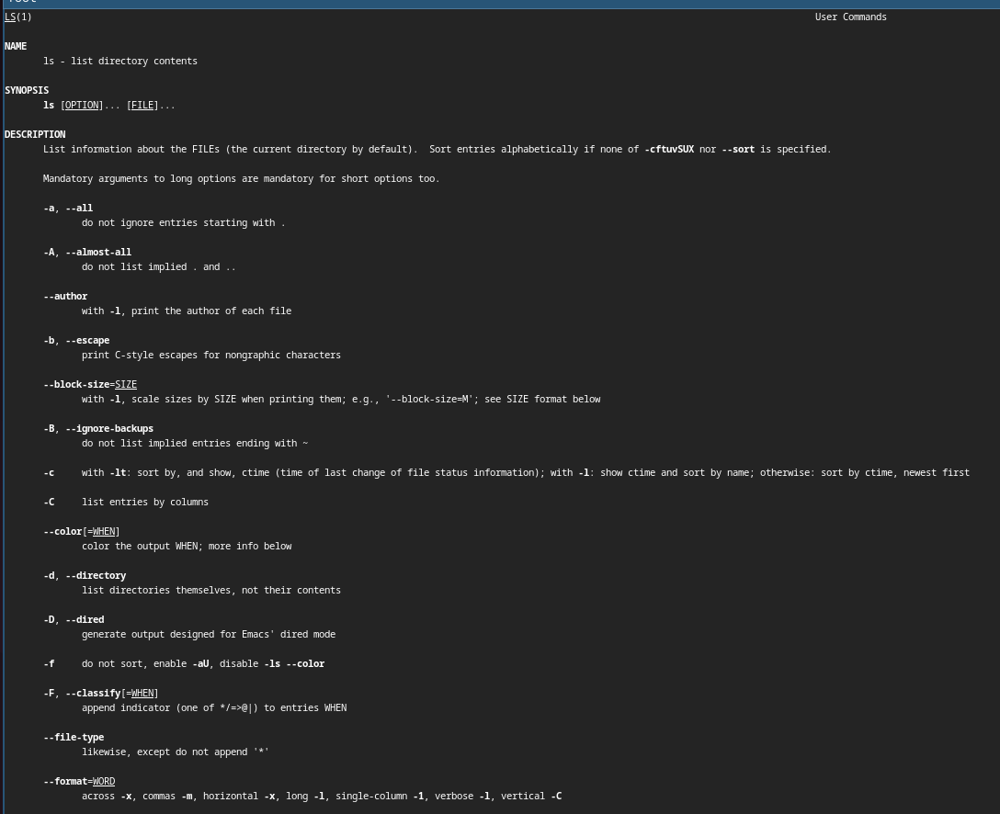 LS(1) User Commands
NAME
ls - list directory contents
SYNOPSIS
ls [OPTION]... [FILE]...
DESCRIPTION
List information about the FILEs (the current directory by default). Sort entries alphabetically if none of -cftuvSUX nor --sort is specified.
Mandatory arguments to long options are mandatory for short options too.
-a, --all
do not ignore entries starting with .
-A, --almost-all
do not list implied . and ..
--author
with -l, print the author of each file
-b, --escape
print C-style escapes for nongraphic characters
--block-size=SIZE
with -l, scale sizes by SIZE when printing them; e.g., '--block-size=M'; see SIZE format below
-B, --ignore-backups
do not list implied entries ending with ~
-c with -lt: sort by, and show, ctime (time of last change of file status information); with -l: show ctime and sort by name; otherwise: sort by ctime, newest first
-C list entries by columns
--color[=WHEN]
color the output WHEN; more info below
-d, --directory
list directories themselves, not their contents
-D, --dired
generate output designed for Emacs' dired mode
-f do not sort, enable -aU, disable -ls --color
-F, --classify[=WHEN]
append indicator (one of */=>@|) to entries WHEN
--file-type
likewise, except do not append '*'
--format=WORD
across -x, commas -m, horizontal -x, long -l, single-column -1, verbose -l, vertical -C